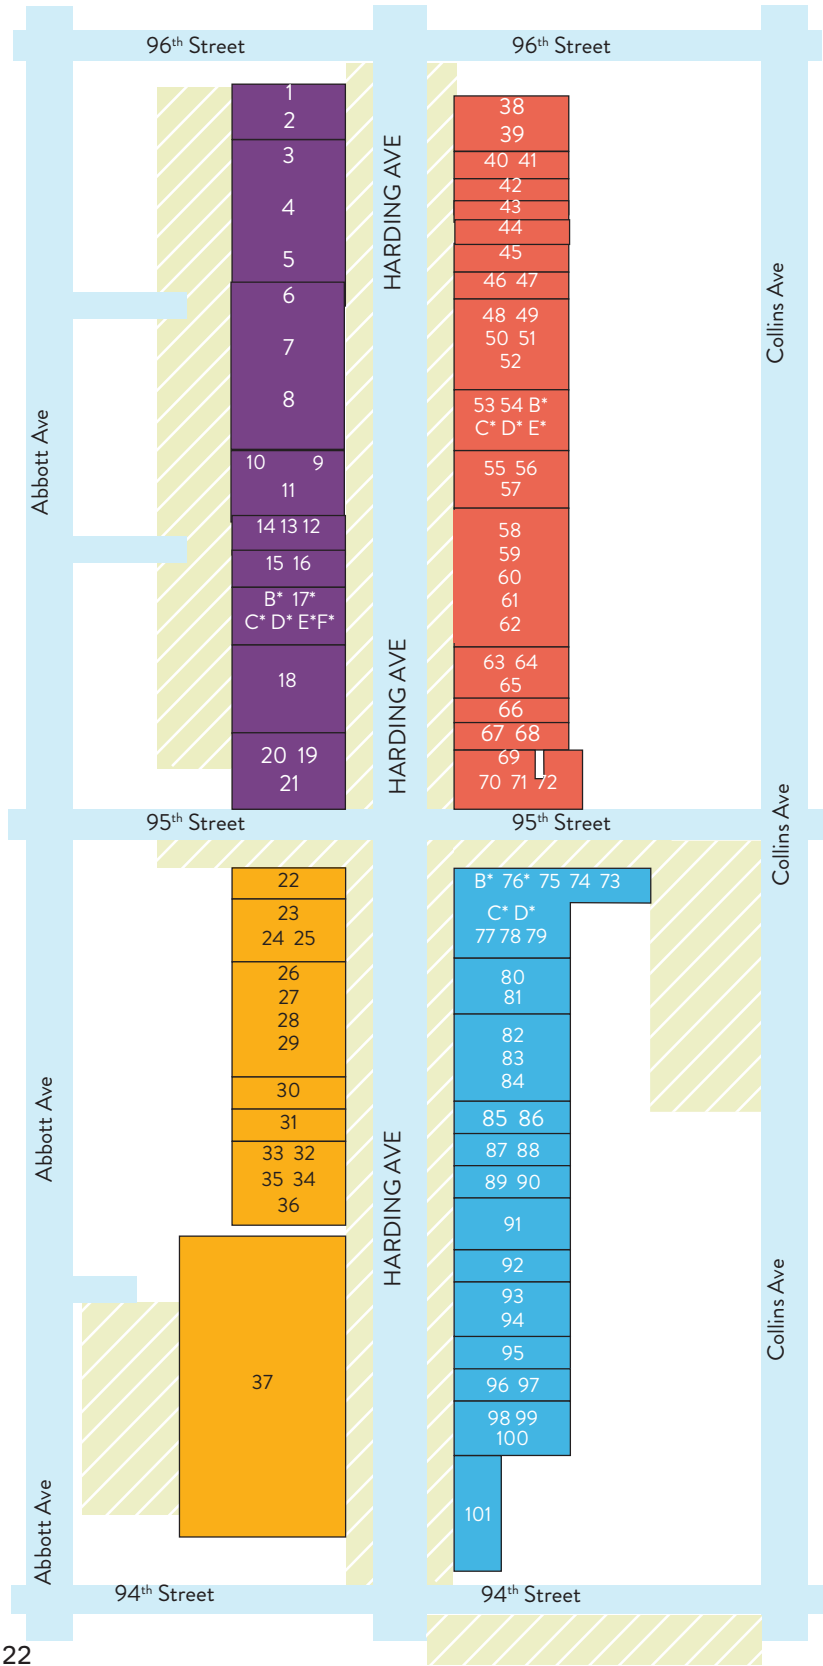 96th Street
96th Street
1
2
3
4
5
6
7
8
10 9
11
14 13 12
15 16
B* 17*
C* D* E*F*
18
20 19
21
HARDING AVE
HARDING AVE
38
39
40 41
42
43
44
45
46 47
48 49
50 51
52
53 54 B*
C* D* E*
55 56
57
58
59
60
61
62
63 64
65
66
67 68
69
70 71 72
Abbott Ave
Collins Ave
Collins Ave
95th Street
95th Street
22
23
24 25
26
27
28
29
30
31
33 32
35 34
36
37
HARDING AVE
B* 76* 75 74 73
C* D*
77 78 79
80
81
82
83
84
85 86
87 88
89 90
91
92
93
94
95
96 97
98 99
100
101
Abbott Ave
Abbott Ave
Collins Ave
94th Street
94th Street
22